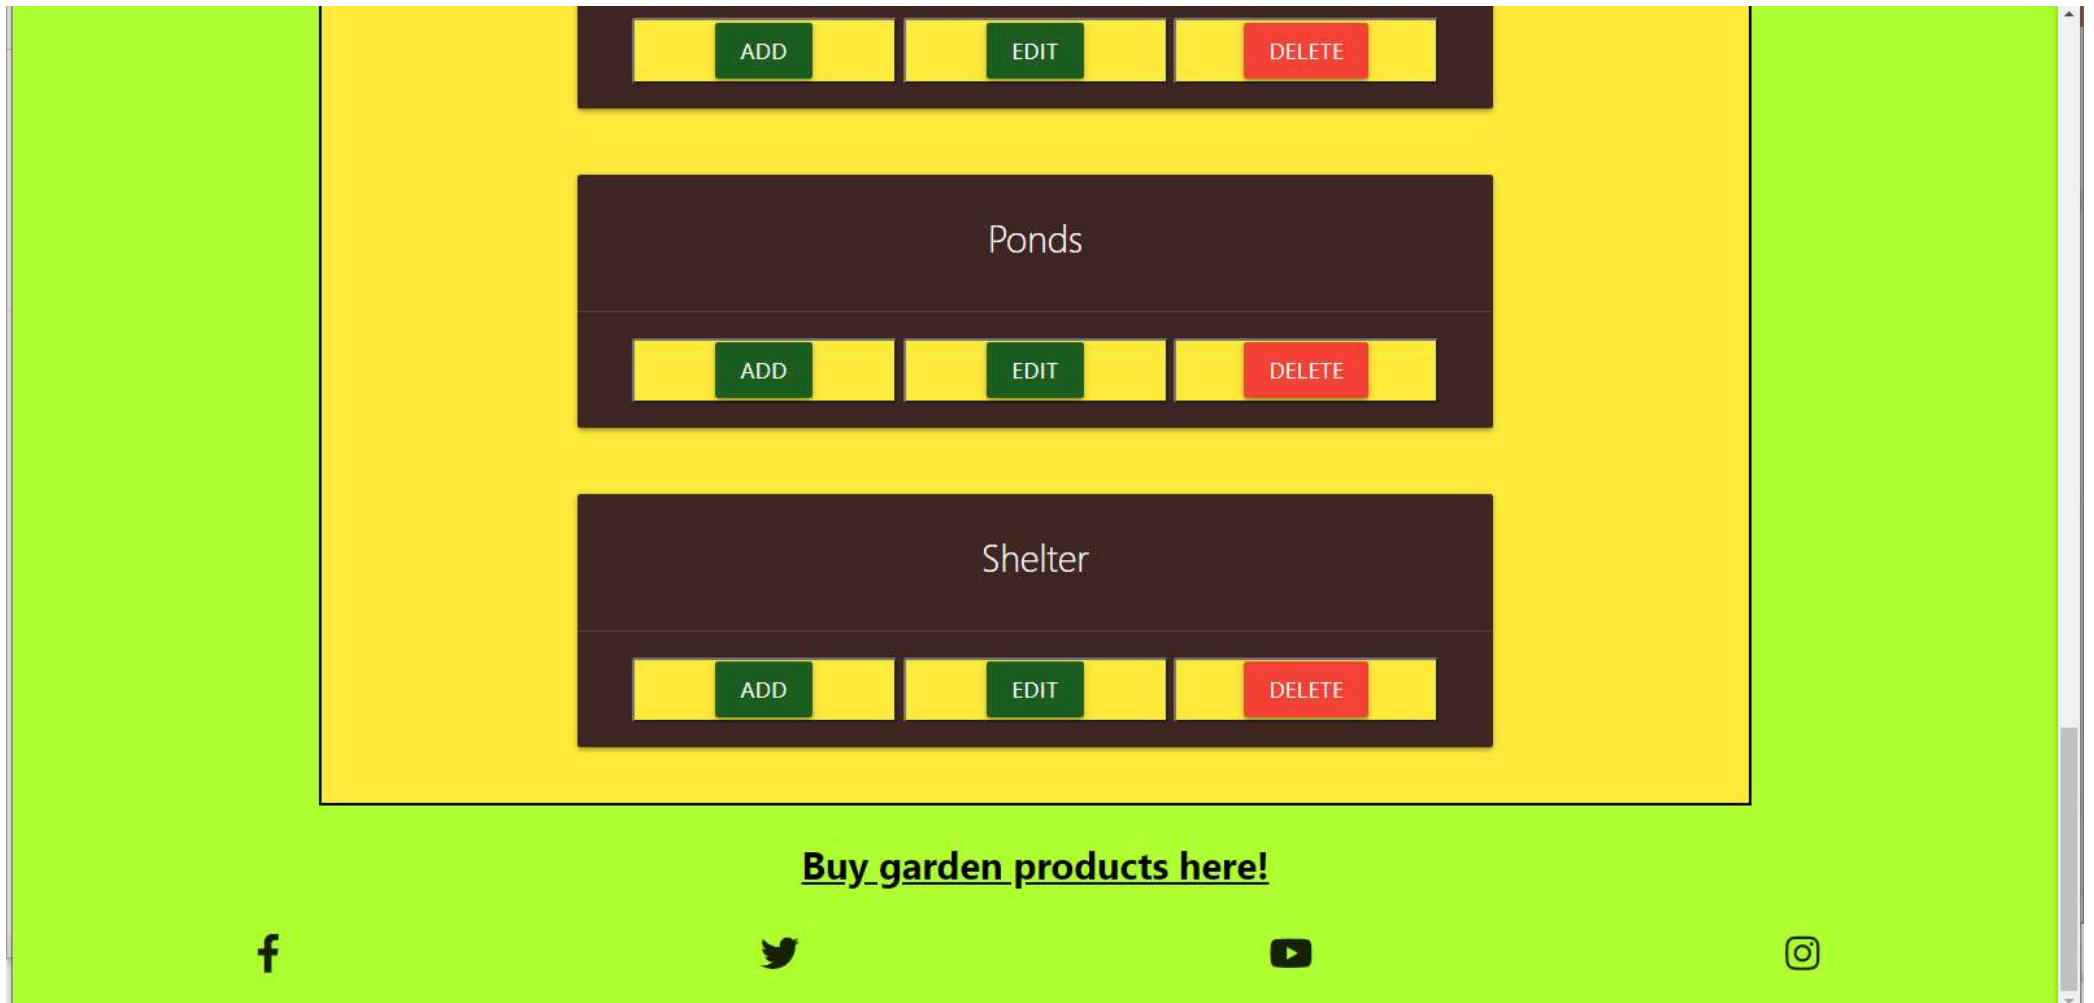 ADD EDIT DELETE
Ponds
ADD EDIT DELETE
Shelter
ADD EDIT DELETE
Buy garden products here!